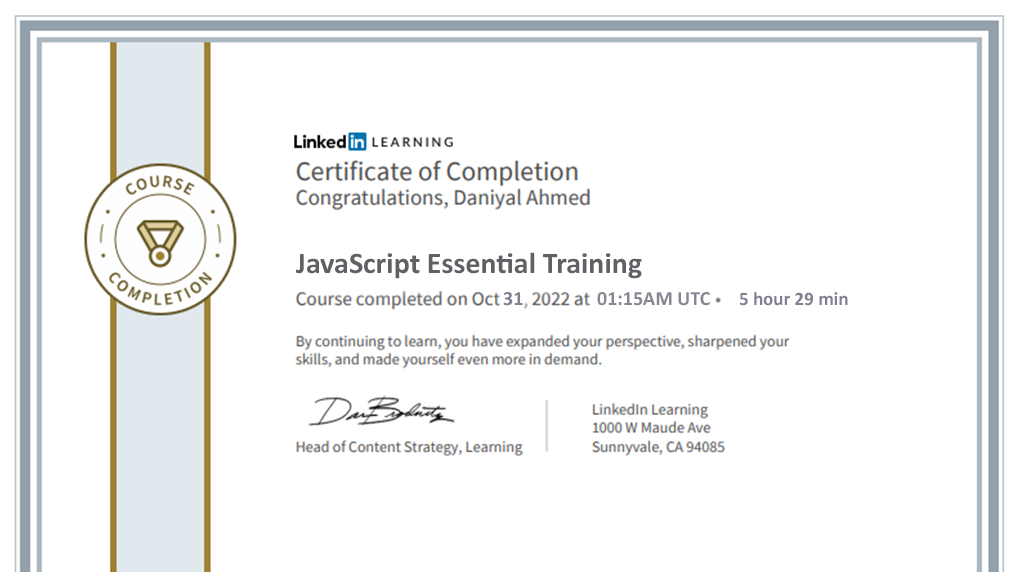 LinkedIn LEARNING
Certificate of Completion
Congratulations, Daniyal Ahmed
COURSE
COMPLETION
JavaScript Essential Training
Course completed on Oct 31, 2022 at 01:15AM UTC • 5 hour 29 min
By continuing to learn, you have expanded your perspective, sharpened your
skills, and made yourself even more in demand.
Head of Content Strategy, Learning
LinkedIn Learning
1000 W Maude Ave
Sunnyvale, CA 94085